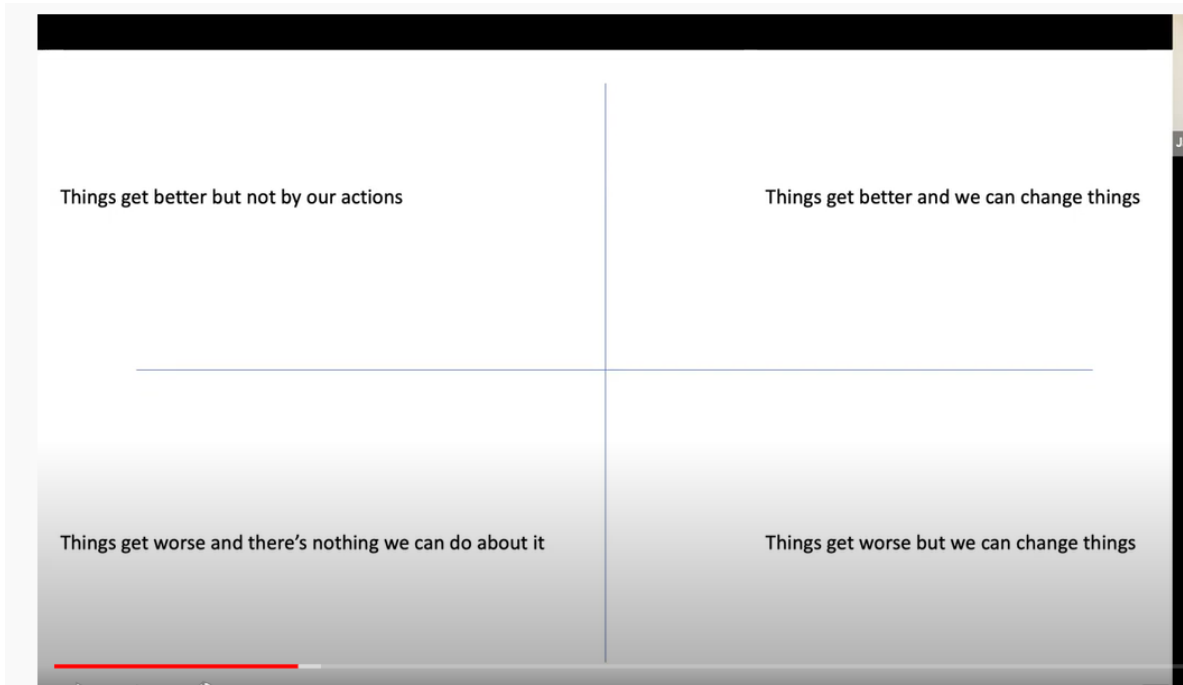 Things get better but not by our actions
Things get better and we can change things
Things get worse and there's nothing we can do about it
Things get worse but we can change things
J